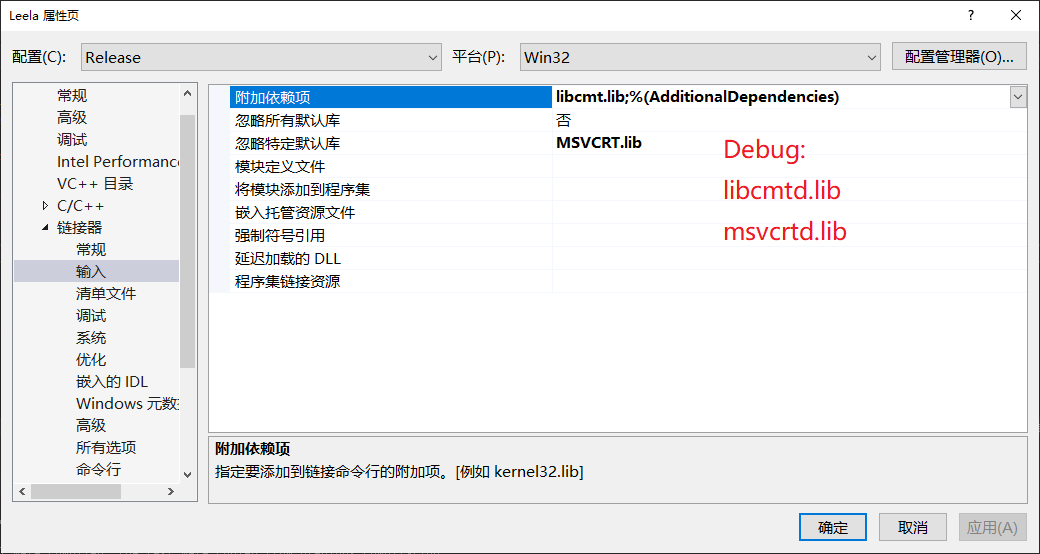 Leela 属性页
配置(C):
Release
平台(P):
Win32
配置管理器(O)...
常规
高级
调试
Intel Performanc
VC++ 目录
C/C++
链接器
常规
输入
清单文件
调试
系统
优化
嵌入的 IDL
Windows 元数
高级
所有选项
命令行
附加依赖项 libcmt.lib;%(AdditionalDependencies)
忽略所有默认库 否
忽略特定默认库 MSVCRT.lib
模块定义文件
将模块添加到程序集
嵌入托管资源文件
强制符号引用
延迟加载的 DLL
程序集链接资源
Debug:
libcmtd.lib
msvcrtd.lib
附加依赖项
指定要添加到链接命令行的附加项。[例如 kernel32.lib]
确定
取消
应用(A)